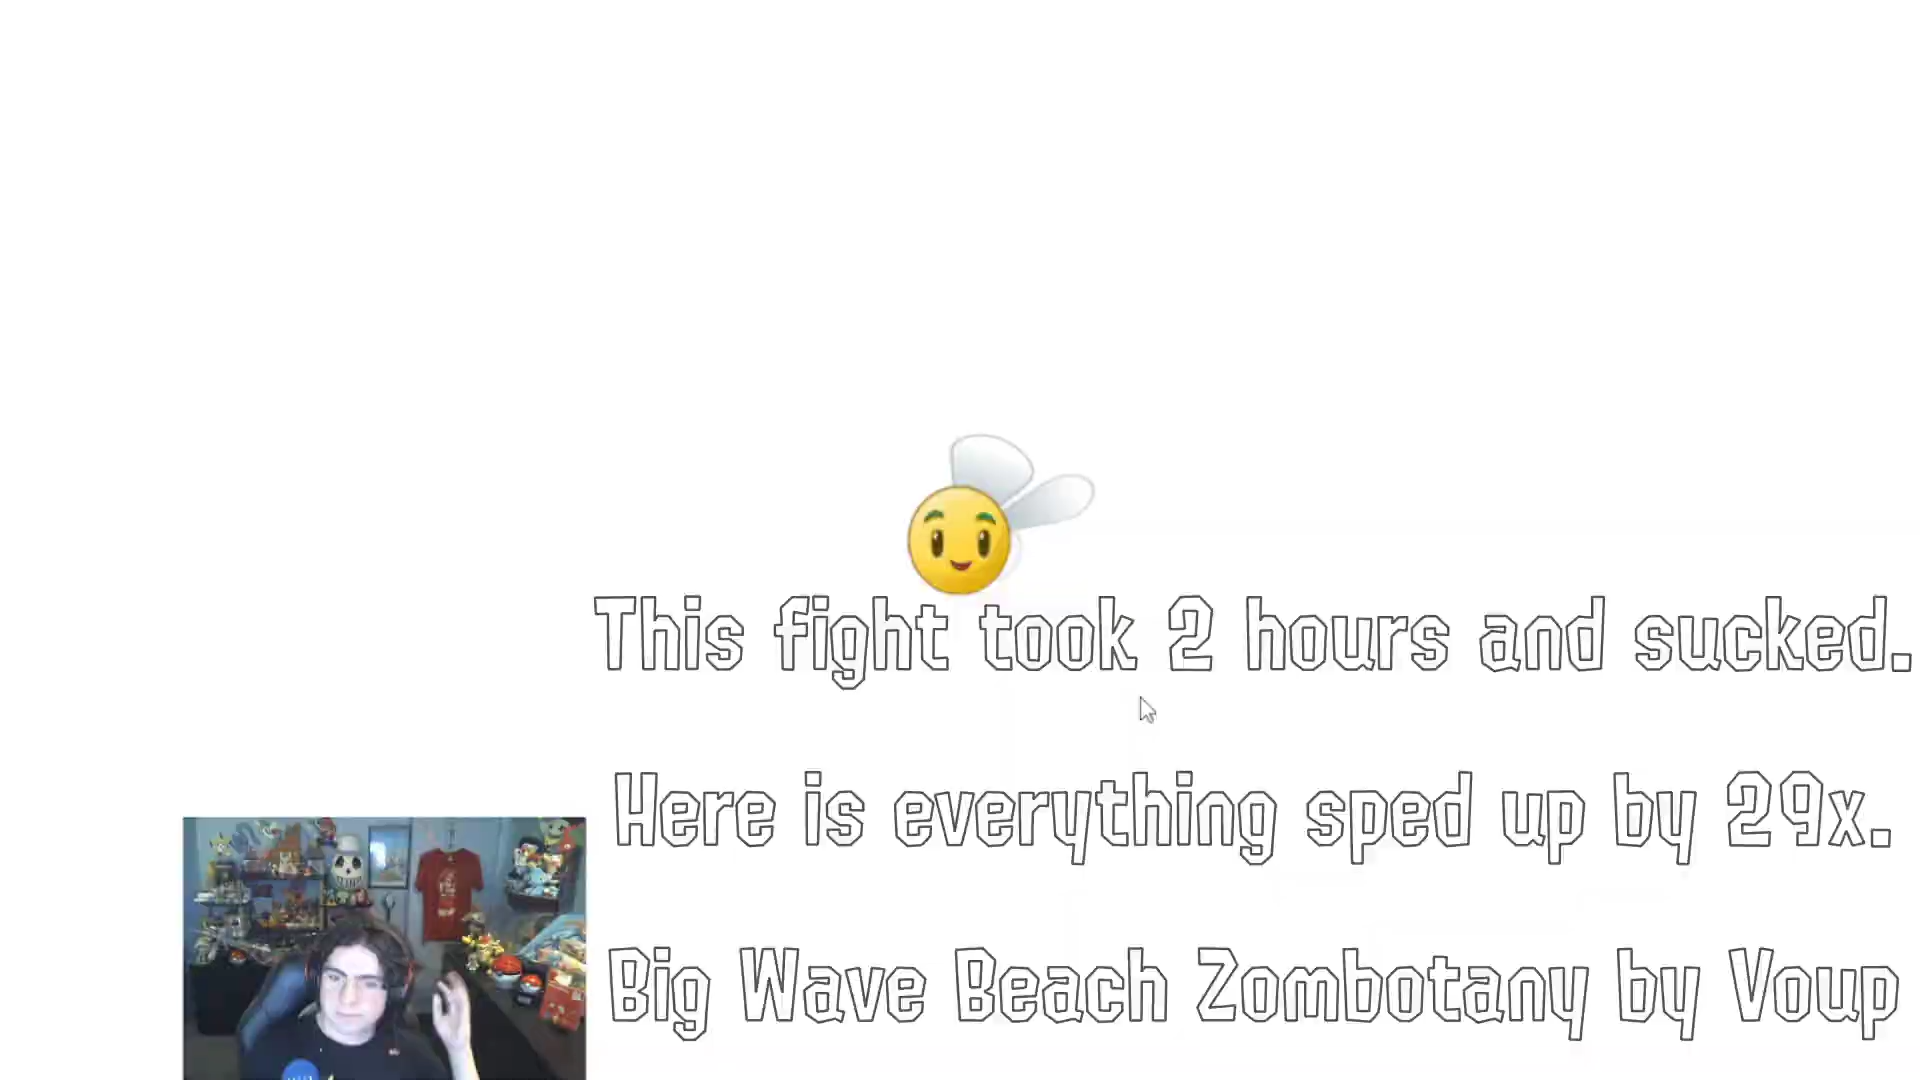 This fight took 2 hours and sucked.
Here is everything sped up by 29x.
Big Wave Beach Zombotany by Voup